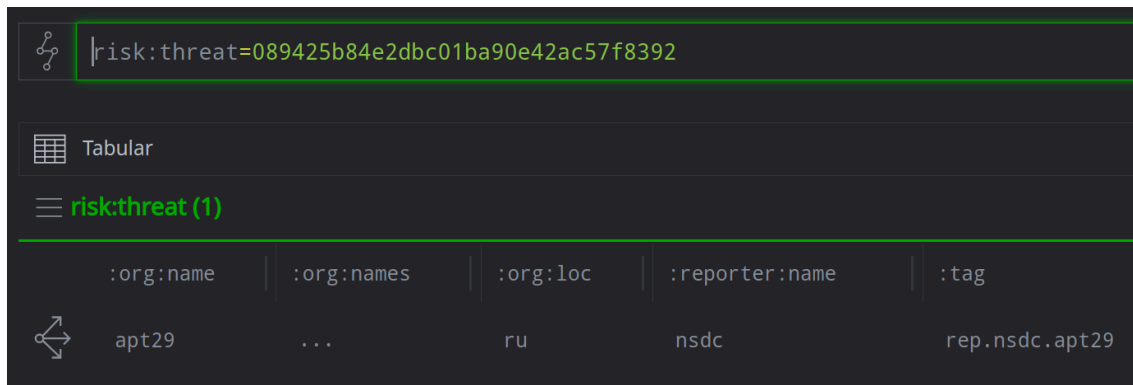 risk:threat=089425b84e2dbc01ba90e42ac57f8392
Tabular
risk:threat (1)
:org:name :org:names :org:loc :reporter:name :tag
apt29 ... ru nsdc rep.nsdc.apt29